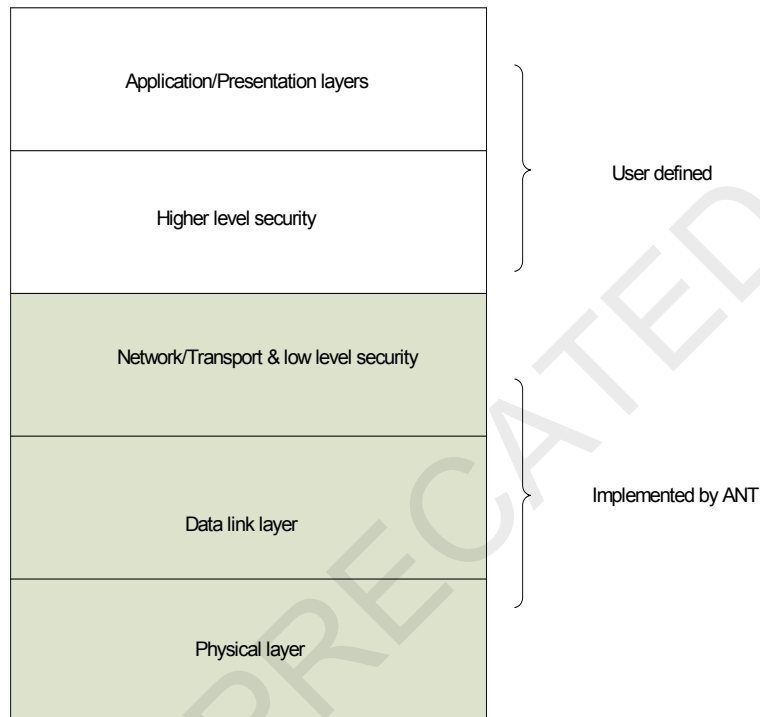 Application/Presentation layers
User defined
Higher level security
Network/Transport & low level security
Implemented by ANT
Data link layer
Physical layer
PRECATED